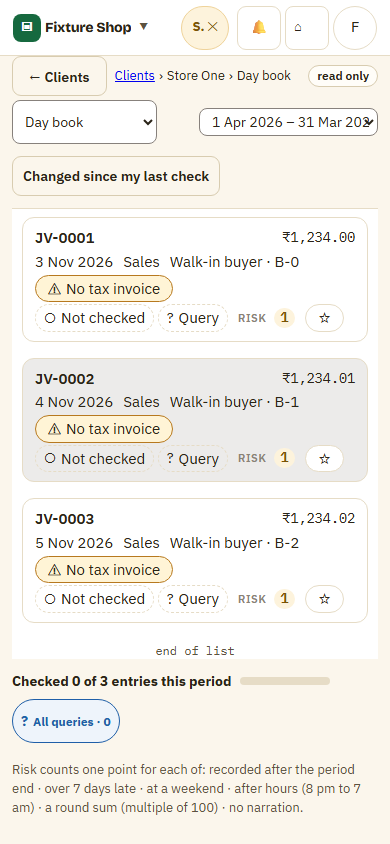 Fixture Shop ▼ S. × F
← Clients Clients › Store One › Day book read only
Day book 1 Apr 2026 – 31 Mar 202
Changed since my last check
JV-0001 ₹1,234.00
3 Nov 2026 Sales Walk-in buyer · B-0
⚠ No tax invoice
○ Not checked ? Query RISK 1 ☆
JV-0002 ₹1,234.01
4 Nov 2026 Sales Walk-in buyer · B-1
⚠ No tax invoice
○ Not checked ? Query RISK 1 ☆
JV-0003 ₹1,234.02
5 Nov 2026 Sales Walk-in buyer · B-2
⚠ No tax invoice
○ Not checked ? Query RISK 1 ☆
end of list
Checked 0 of 3 entries this period
? All queries · 0
Risk counts one point for each of: recorded after the period
end · over 7 days late · at a weekend · after hours (8 pm to 7
am) · a round sum (multiple of 100) · no narration.